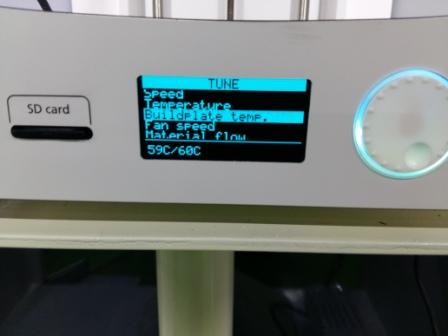 SD card
TUNE
Speed
Temperature
Buildplate temp.
Fan speed
Material flow
59C/60C